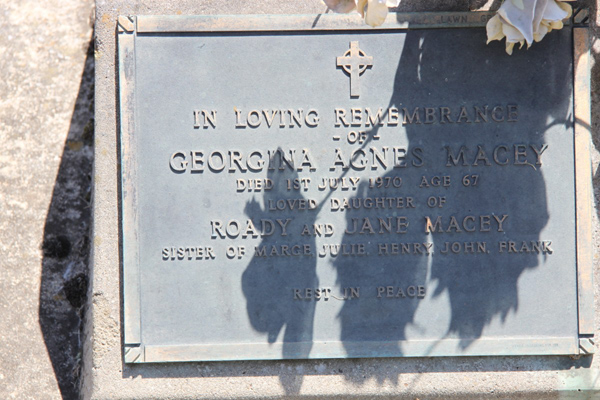 LAWN
IN LOVING REMEMBRANCE
OF
GEORGINA AGNES MACEY
DIED 1ST JULY 1970 AGE 67
LOVED DAUGHTER OF
ROADY AND JANE MACEY
SISTER OF MARGE, JULIE, HENRY, JOHN, FRANK
REST IN PEACE